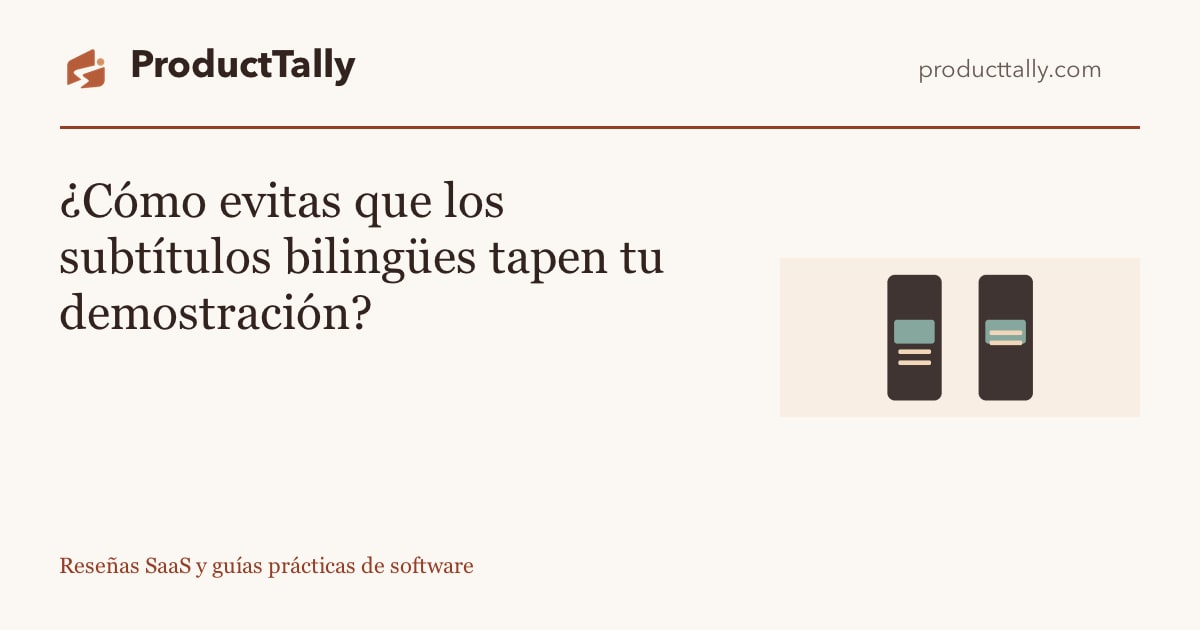 ProductTally
producttally.com
¿Cómo evitas que los
subtítulos bilingües tapen tu
demostración?
Reseñas SaaS y guías prácticas de software